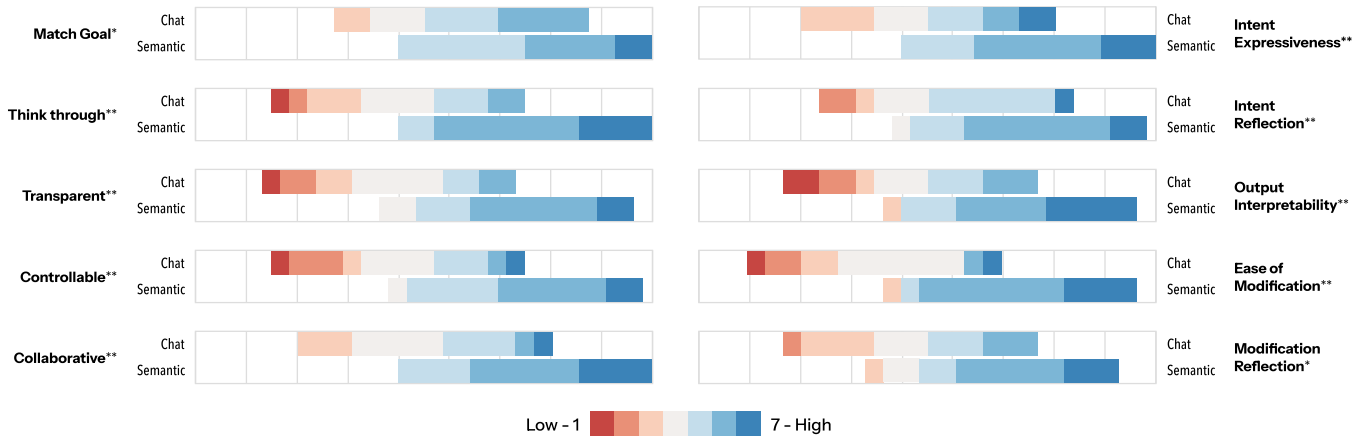 Match Goal*
Chat
Semantic
Think through**
Chat
Semantic
Transparent**
Chat
Semantic
Controllable**
Chat
Semantic
Collaborative**
Chat
Semantic
Chat
Semantic
Intent
Expressiveness**
Chat
Semantic
Intent
Reflection**
Chat
Semantic
Output
Interpretability**
Chat
Semantic
Ease of
Modification**
Chat
Semantic
Modification
Reflection*
Low - 1
7 - High